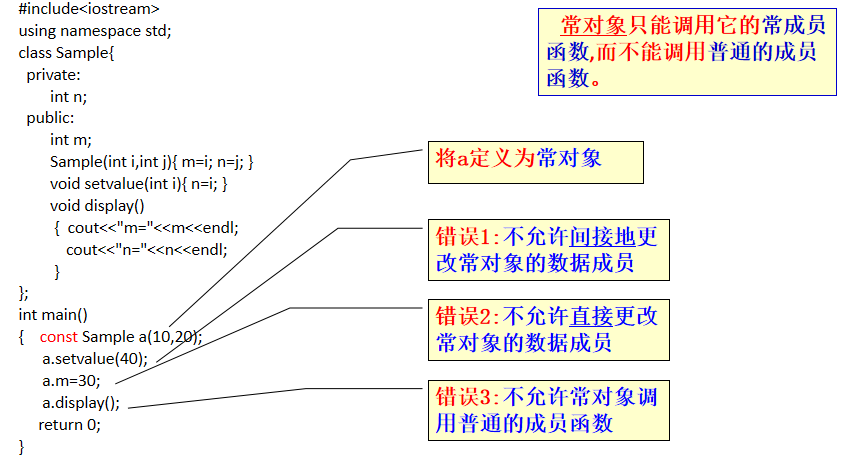 #include<iostream>
using namespace std;
class Sample{
private:
int n;
public:
int m;
Sample(int i,int j){ m=i; n=j; }
void setvalue(int i){ n=i; }
void display()
{ cout<<"m="<<m<<endl;
cout<<"n="<<n<<endl;
}
};
int main()
{ const Sample a(10,20);
a.setvalue(40);
a.m=30;
a.display();
return 0;
}
常对象只能调用它的常成员
函数,而不能调用普通的成员
函数。
将a定义为常对象
错误1:不允许间接地更
改常对象的数据成员
错误2:不允许直接更改
常对象的数据成员
错误3:不允许常对象调
用普通的成员函数